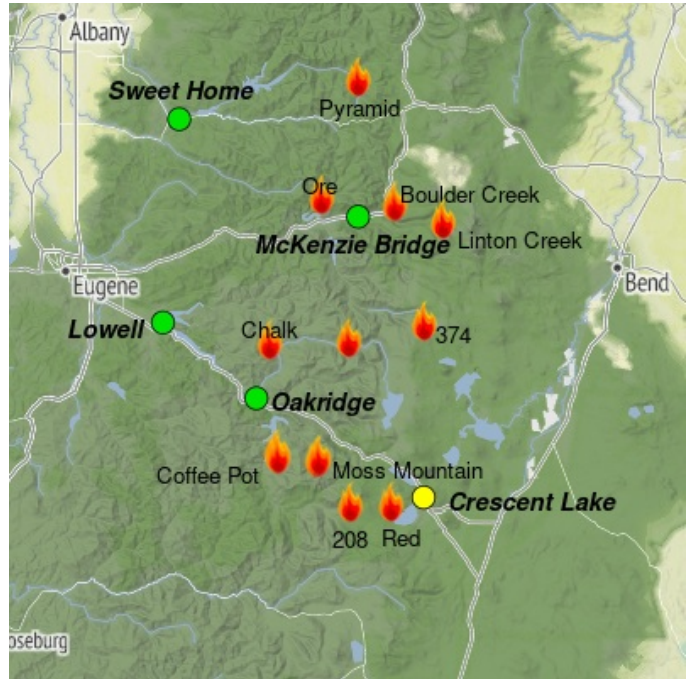 Albany
Sweet Home
Pyramid
Ore
Boulder Creek
McKenzie Bridge
Linton Creek
Eugene
Bend
Lowell
Chalk
374
Oakridge
Coffee Pot
Moss Mountain
Crescent Lake
208
Red
oseburg